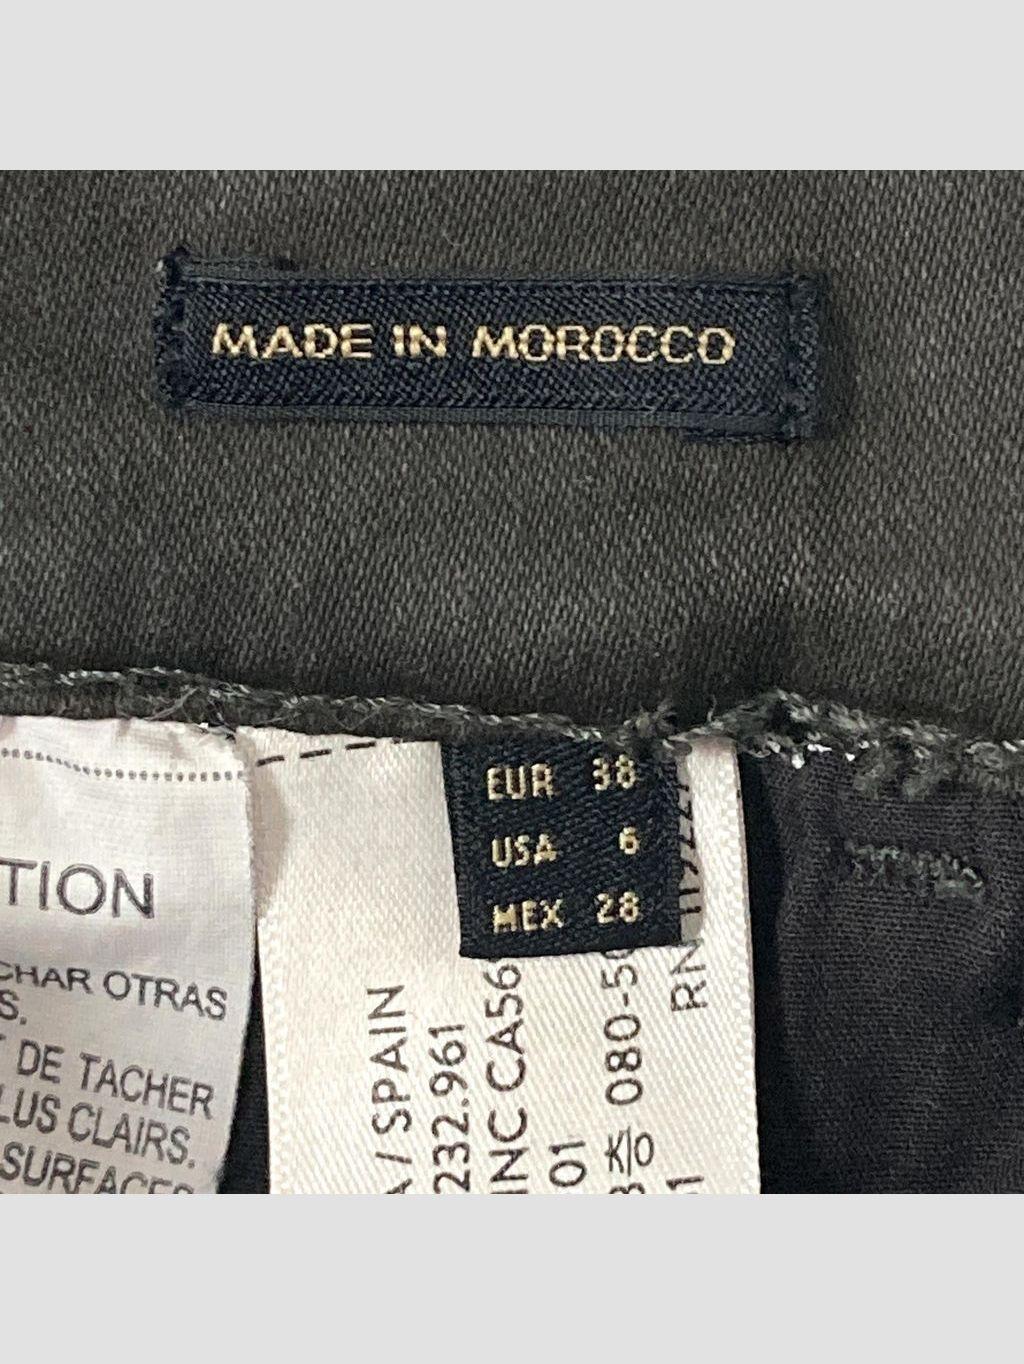 MADE IN MOROCCO
EUR 38
USA 6
MEX 28
TION
CHAR OTRAS
S.
DE TACHER
LUS CLAIRS.
SURFACES
/ SPAIN
232.961
INC CA56
01
080-5
RN